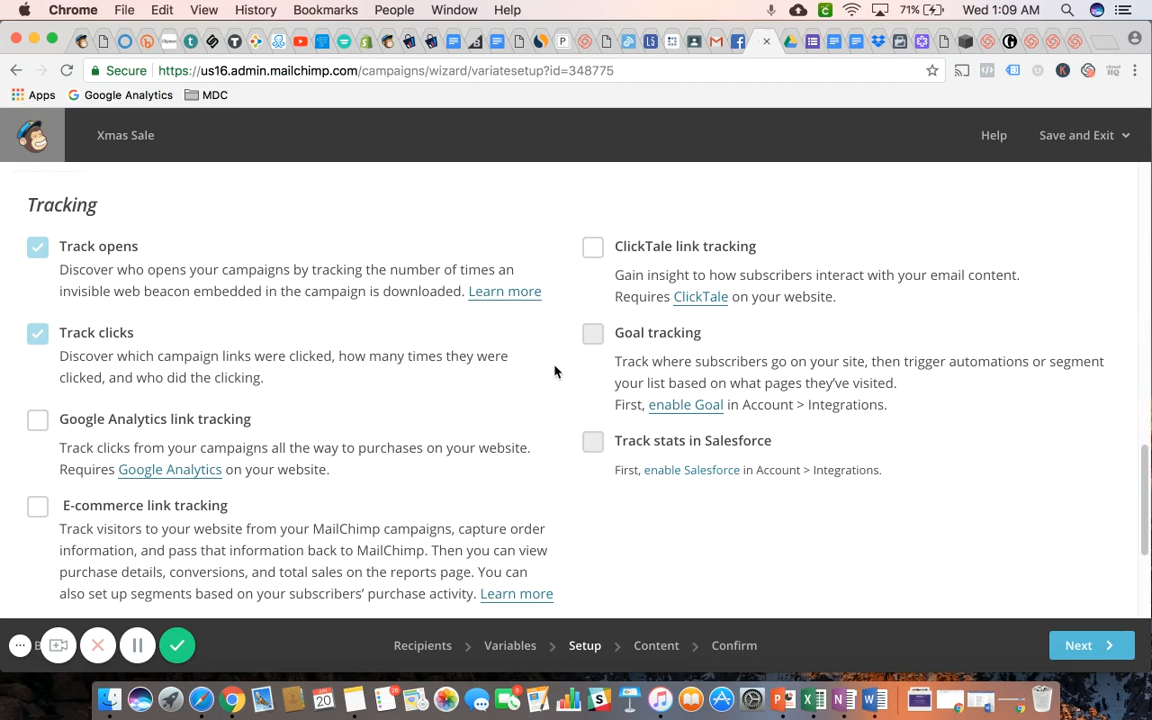 Chrome File Edit View History Bookmarks People Window Help 71% Wed 1:09 AM
Secure https://us16.admin.mailchimp.com/campaigns/wizard/variatesetup?id=348775
Apps Google Analytics MDC
Xmas Sale Help Save and Exit
Tracking
Track opens
Discover who opens your campaigns by tracking the number of times an
invisible web beacon embedded in the campaign is downloaded. Learn more
Track clicks
Discover which campaign links were clicked, how many times they were
clicked, and who did the clicking.
Google Analytics link tracking
Track clicks from your campaigns all the way to purchases on your website.
Requires Google Analytics on your website.
E-commerce link tracking
Track visitors to your website from your MailChimp campaigns, capture order
information, and pass that information back to MailChimp. Then you can view
purchase details, conversions, and total sales on the reports page. You can
also set up segments based on your subscribers' purchase activity. Learn more
ClickTale link tracking
Gain insight to how subscribers interact with your email content.
Requires ClickTale on your website.
Goal tracking
Track where subscribers go on your site, then trigger automations or segment
your list based on what pages they've visited.
First, enable Goal in Account > Integrations.
Track stats in Salesforce
First, enable Salesforce in Account > Integrations.
Recipients > Variables > Setup > Content > Confirm
Next